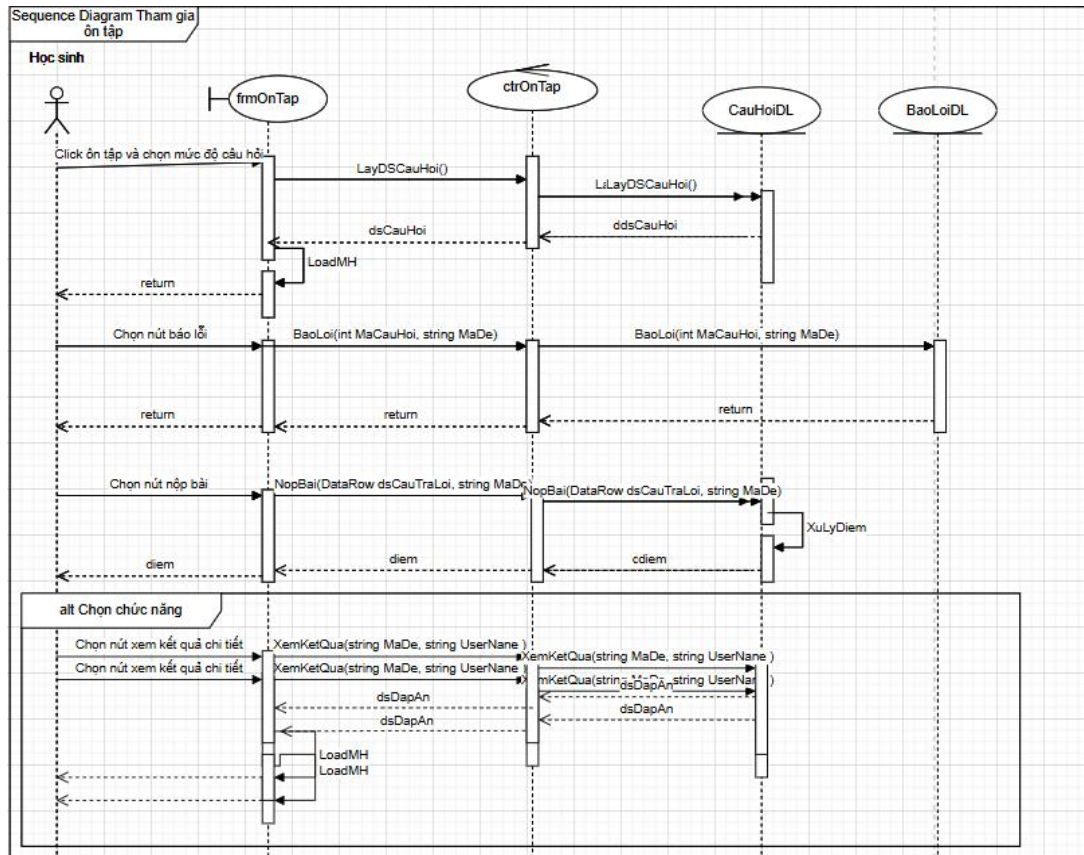 Sequence Diagram Tham gia
ôn tập
Học sinh
frmOnTap
ctrOnTap
CauHoiDL
BaoLoiDL
Click ôn tập và chọn mức độ câu hỏi
LayDSCauHoi()
LayDSCauHoi()
dsCauHoi
ddsCauHoi
LoadMH
return
Chọn nút báo lỗi
BaoLoi(int MaCauHoi, string MaDe)
BaoLoi(int MaCauHoi, string MaDe)
return
return
return
Chọn nút nộp bài
NopBai(DataRow dsCauTraLoi, string MaDe)
NopBai(DataRow dsCauTraLoi, string MaDe)
XuLyDiem
diem
diem
cdiem
alt Chọn chức năng
Chọn nút xem kết quả chi tiết
XemKetQua(string MaDe, string UserNane )
XemKetQua(string MaDe, string UserNane )
Chọn nút xem kết quả chi tiết
XemKetQua(string MaDe, string UserNane )
XemKetQua(string MaDe, string UserNane )
dsDapAn
dsDapAn
dsDapAn
dsDapAn
LoadMH
LoadMH